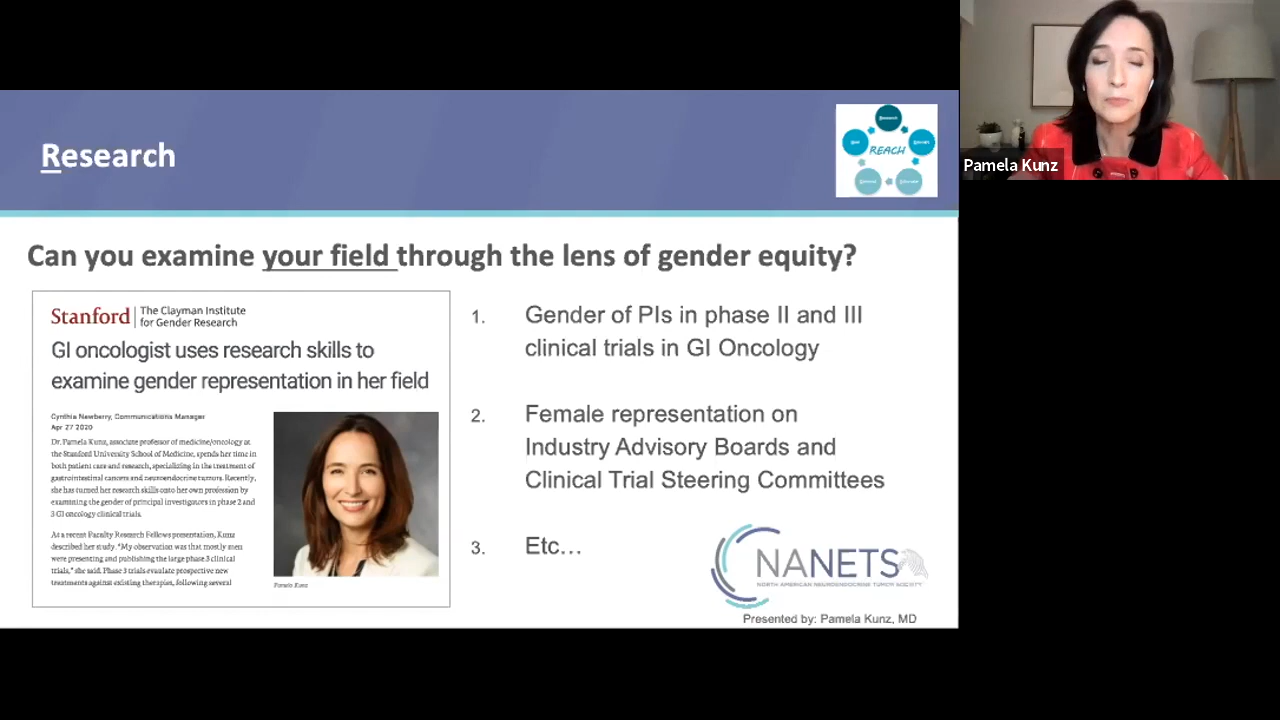 Research
Research
REACH
Pamela Kunz
Can you examine your field through the lens of gender equity?
Stanford
The Clayman Institute
for Gender Research
GI oncologist uses research skills to
examine gender representation in her field
Cynthia Newberry, Communications Manager
Apr 27 2020
Dr. Pamela Kunz, associate professor of medicine/oncology at
the Stanford University School of Medicine, spends her time in
both patient care and research, specializing in the treatment of
gastrointestinal cancers and neuroendocrine tumors. Recently,
she has turned her research skills onto her own profession by
examining the gender of principal investigators in phase 2 and
3 GI oncology clinical trials.
As a recent Faculty Research Fellows presentation, Kunz
described her study. "My observation was that mostly men
were presenting and publishing the large phase 3 clinical
trials," she said. Phase 3 trials evaluate prospective new
treatments against existing therapies, following several
Pamela Kunz
1. Gender of PIs in phase II and III
clinical trials in GI Oncology
2. Female representation on
Industry Advisory Boards and
Clinical Trial Steering Committees
3. Etc...
NANETS
NORTH AMERICAN NEUROENDOCRINE TUMOR SOCIETY
Presented by: Pamela Kunz, MD